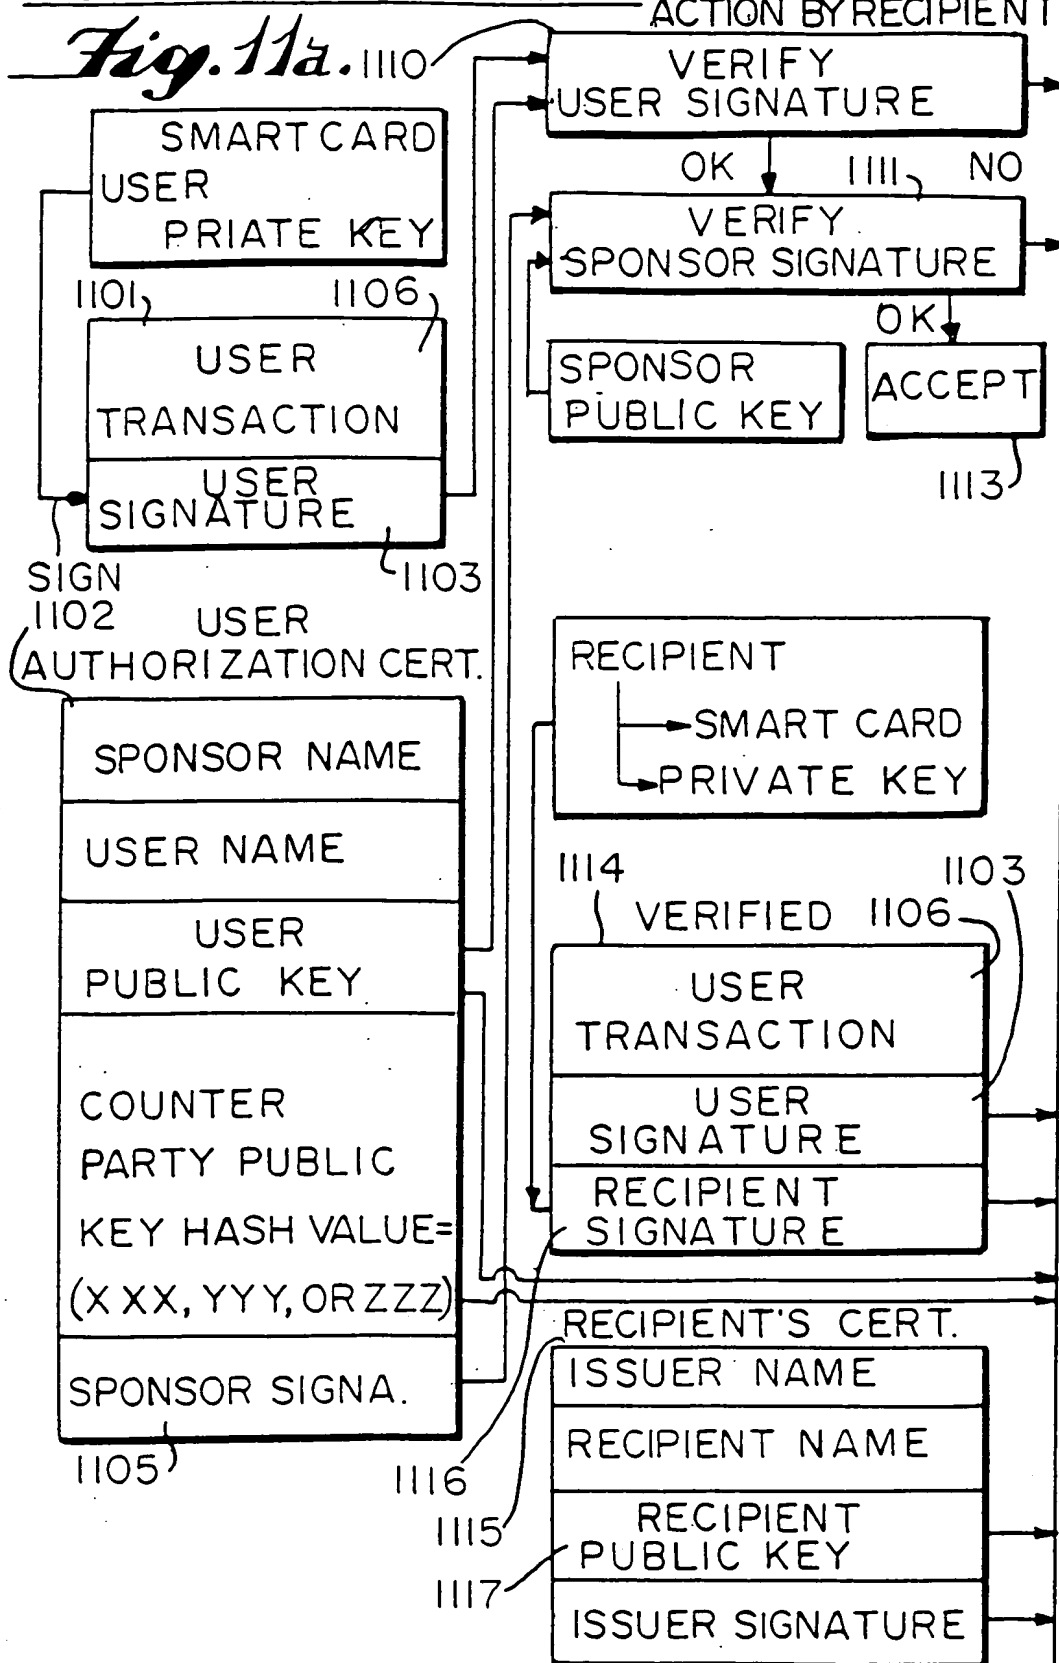 ACTION BY RECIPIENT
Fig. 11a.
1110
VERIFY
USER SIGNATURE
SMART CARD
USER
PRIATE KEY
OK
1111
NO
VERIFY
SPONSOR SIGNATURE
1101
1106
USER
TRANSACTION
USER
SIGNATURE
OK
SPONSOR
PUBLIC KEY
ACCEPT
1113
SIGN
1103
1102
USER
AUTHORIZATION CERT.
SPONSOR NAME
USER NAME
USER
PUBLIC KEY
COUNTER
PARTY PUBLIC
KEY HASH VALUE=
(XXX, YYY, OR ZZZ)
SPONSOR SIGNA.
1105
RECIPIENT
SMART CARD
PRIVATE KEY
1114
1103
VERIFIED
1106
USER
TRANSACTION
USER
SIGNATURE
RECIPIENT
SIGNATURE
RECIPIENT'S CERT.
ISSUER NAME
RECIPIENT NAME
RECIPIENT
PUBLIC KEY
ISSUER SIGNATURE
1116
1115
1117